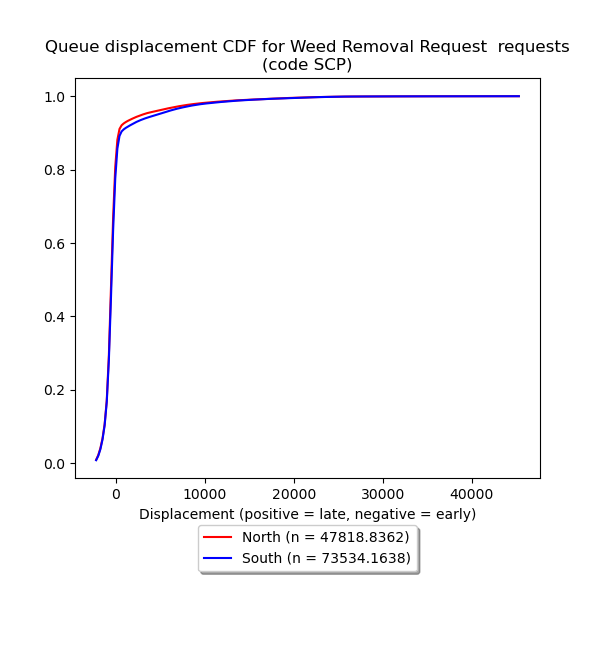 Queue displacement CDF for Weed Removal Request  requests
(code SCP)
1.0
0.8
0.6
0.4
0.2
0.0
0 10000 20000 30000 40000
Displacement (positive = late, negative = early)
North (n = 47818.8362)
South (n = 73534.1638)